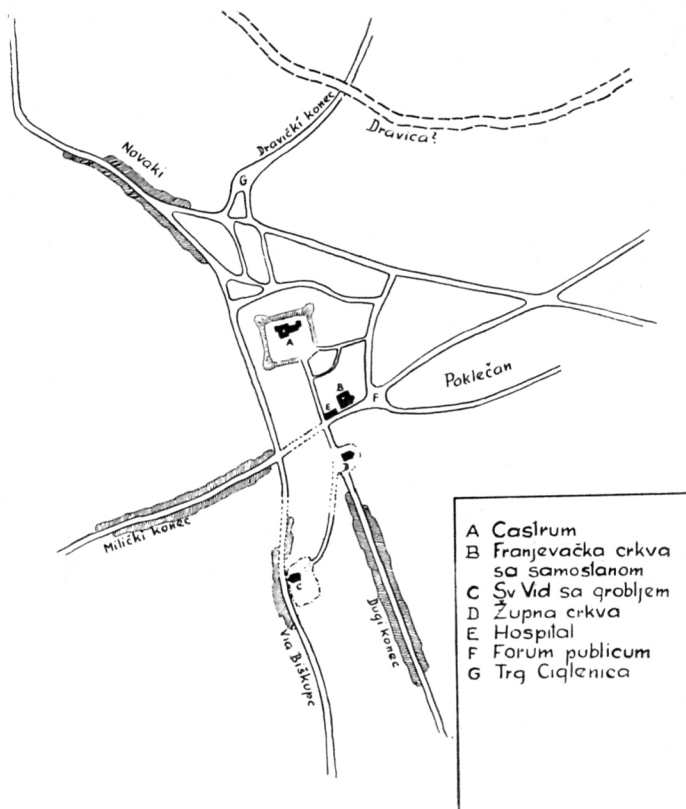 Dravički konec
Dravica?
Novaki
G
A
Poklečan
B
E
F
D
Milički konec
C
Dugi konec
Via Biškupc
A Castrum
B Franjevačka crkva
sa samostanom
C Sv Vid sa grobljem
D Župna crkva
E Hospital
F Forum publicum
G Trg Ciglenica